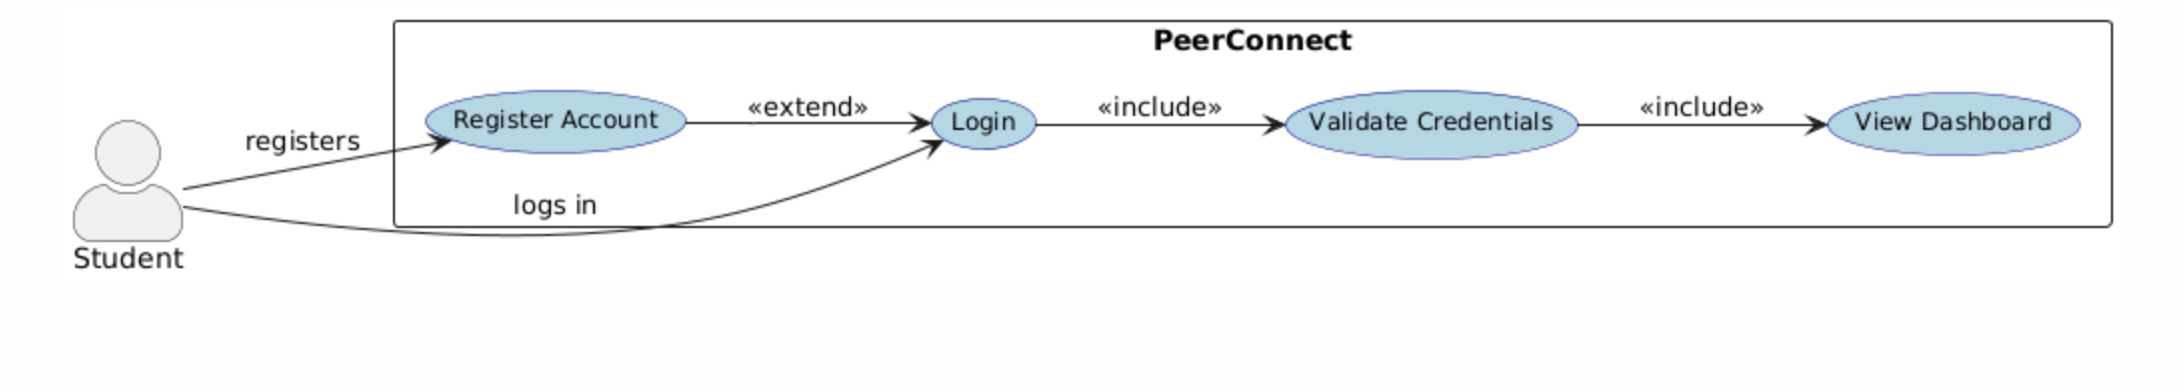 PeerConnect
registers
Register Account
«extend»
Login
«include»
Validate Credentials
«include»
View Dashboard
logs in
Student